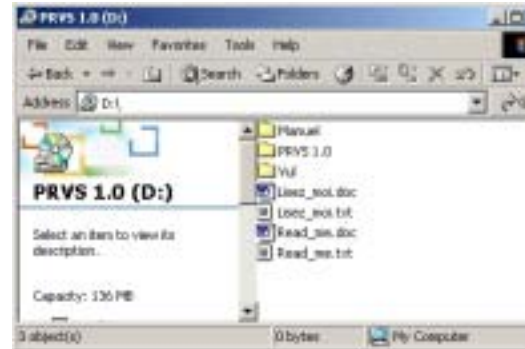 PRVS 1.0 (D:)
File Edit View Favorites Tools Help
Back Search Folders
Address D:\
PRVS 1.0 (D:)
Select an item to view its
description.
Capacity: 136 MB
Manuel
PRVS 1.0
Vul
Lisez_moi.doc
Lisez_moi.txt
Read_me.doc
Read_me.txt
object(s) 0 bytes My Computer